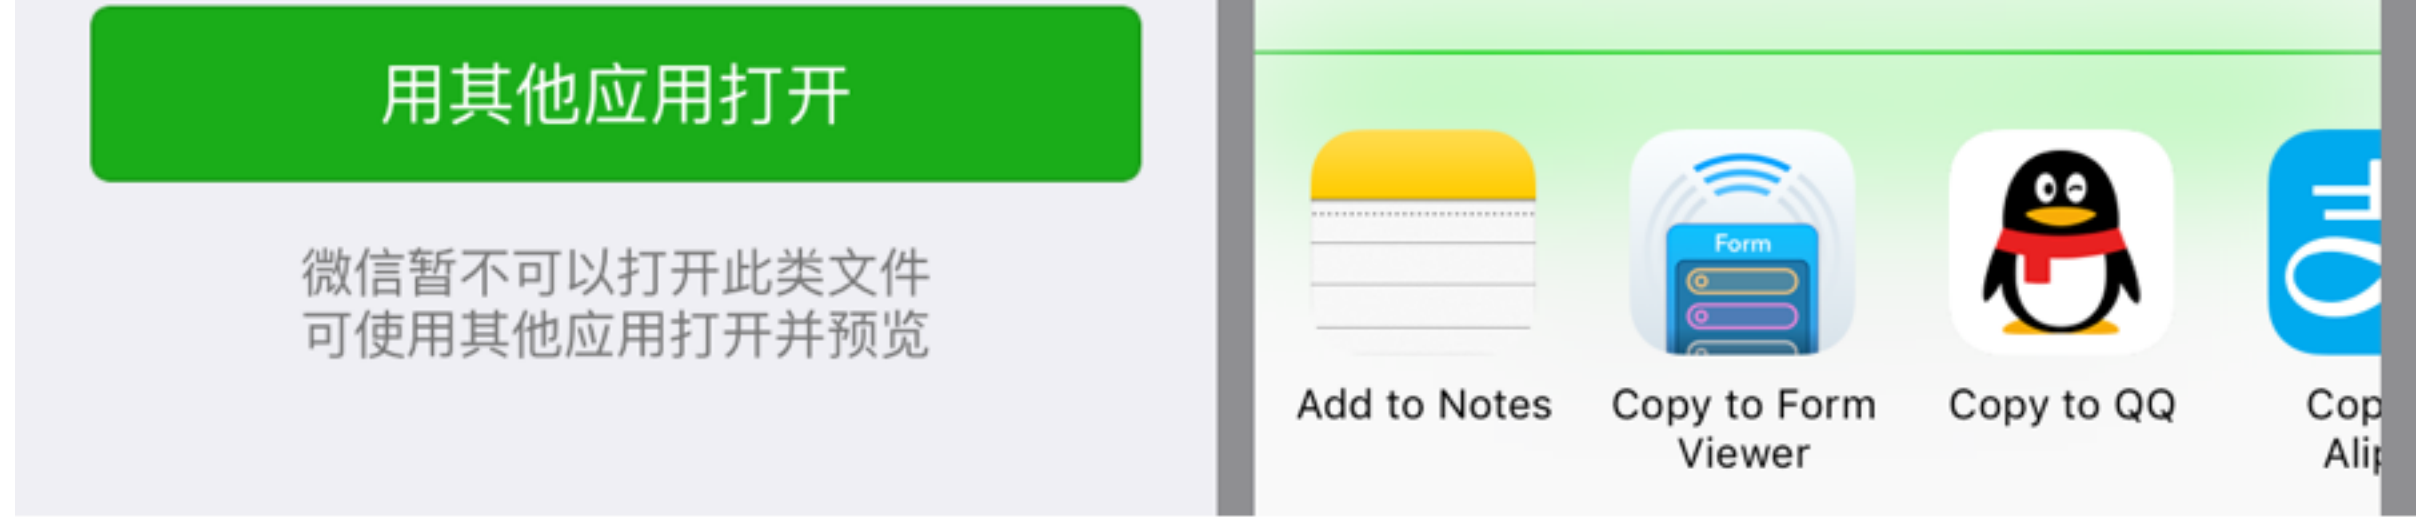 用其他应用打开
微信暂不可以打开此类文件
可使用其他应用打开并预览
Form
Add to Notes
Copy to Form
Viewer
Copy to QQ
Cop
Alip